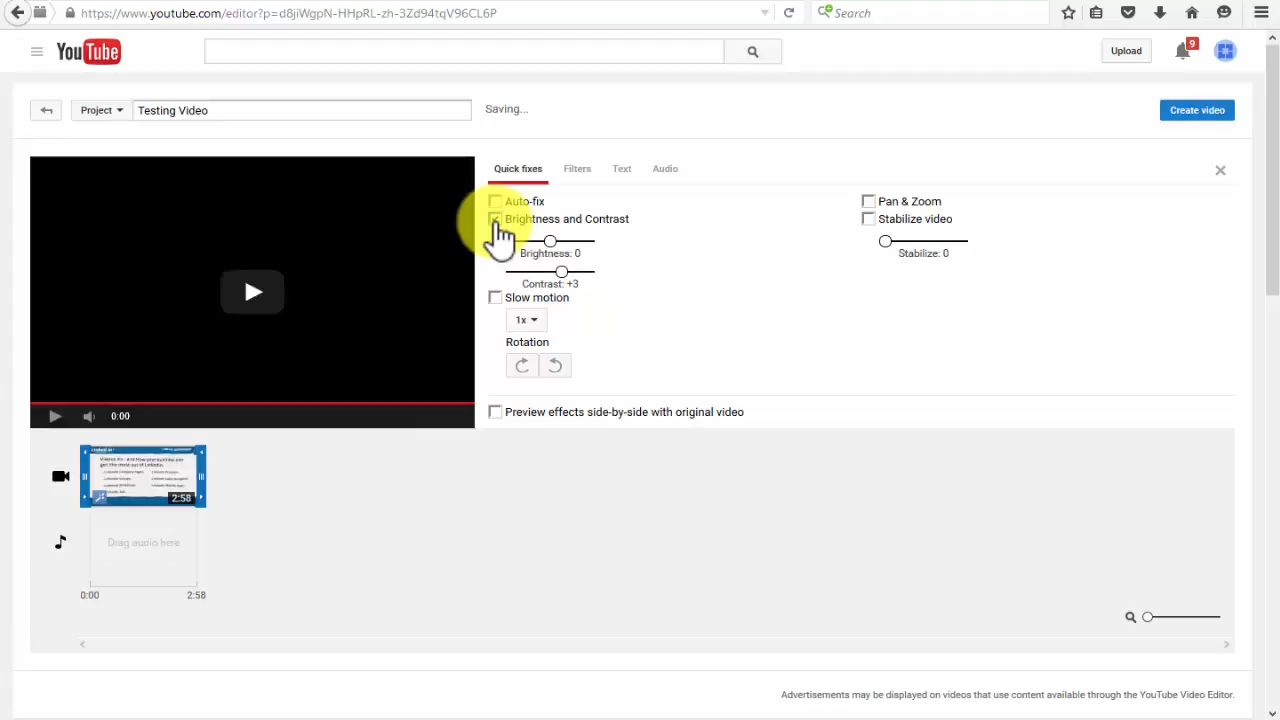 https://www.youtube.com/editor?p=d8jiWgpN-HHpRL-zh-3Zd94tqV96CL6P
Search
YouTube
Upload
9
Project
Testing Video
Saving...
Create video
Quick fixes
Filters
Text
Audio
Auto-fix
Pan & Zoom
Brightness and Contrast
Stabilize video
Brightness: 0
Stabilize: 0
Contrast: +3
Slow motion
1x
Rotation
Preview effects side-by-side with original video
0:00
2:58
Drag audio here
0:00
2:58
Advertisements may be displayed on videos that use content available through the YouTube Video Editor.